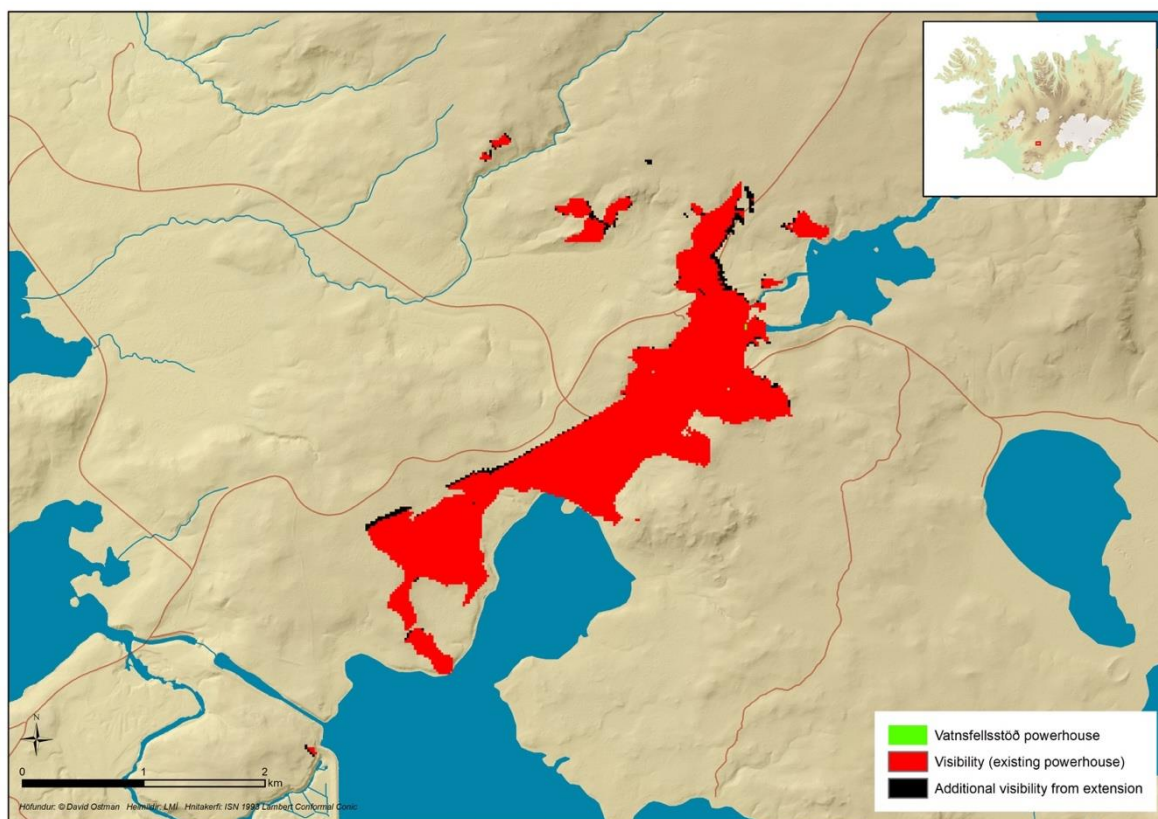 Vatnsfellsstöð powerhouse
Visibility (existing powerhouse)
Additional visibility from extension
N
0 1 2
km
Höfundur: © David Ostman Heimildir: LMÍ Hnitakerfi: ISN 1993 Lambert Conformal Conic